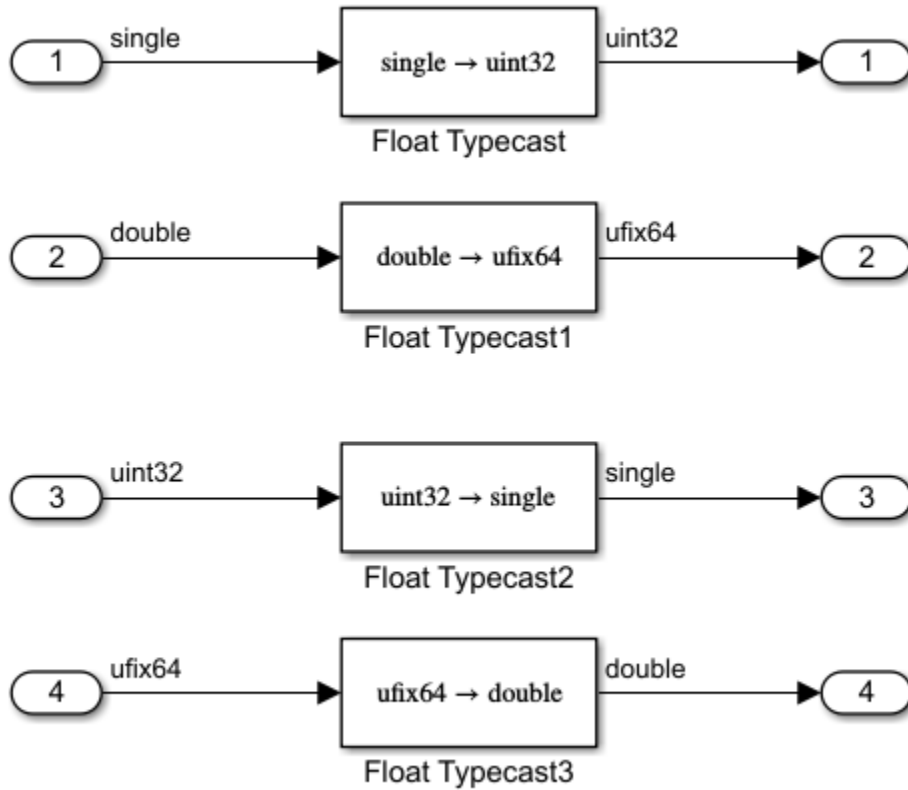 single
uint32
1
single → uint32
1
Float Typecast
double
ufix64
2
double → ufix64
2
Float Typecast1
uint32
single
3
uint32 → single
3
Float Typecast2
ufix64
double
4
ufix64 → double
4
Float Typecast3